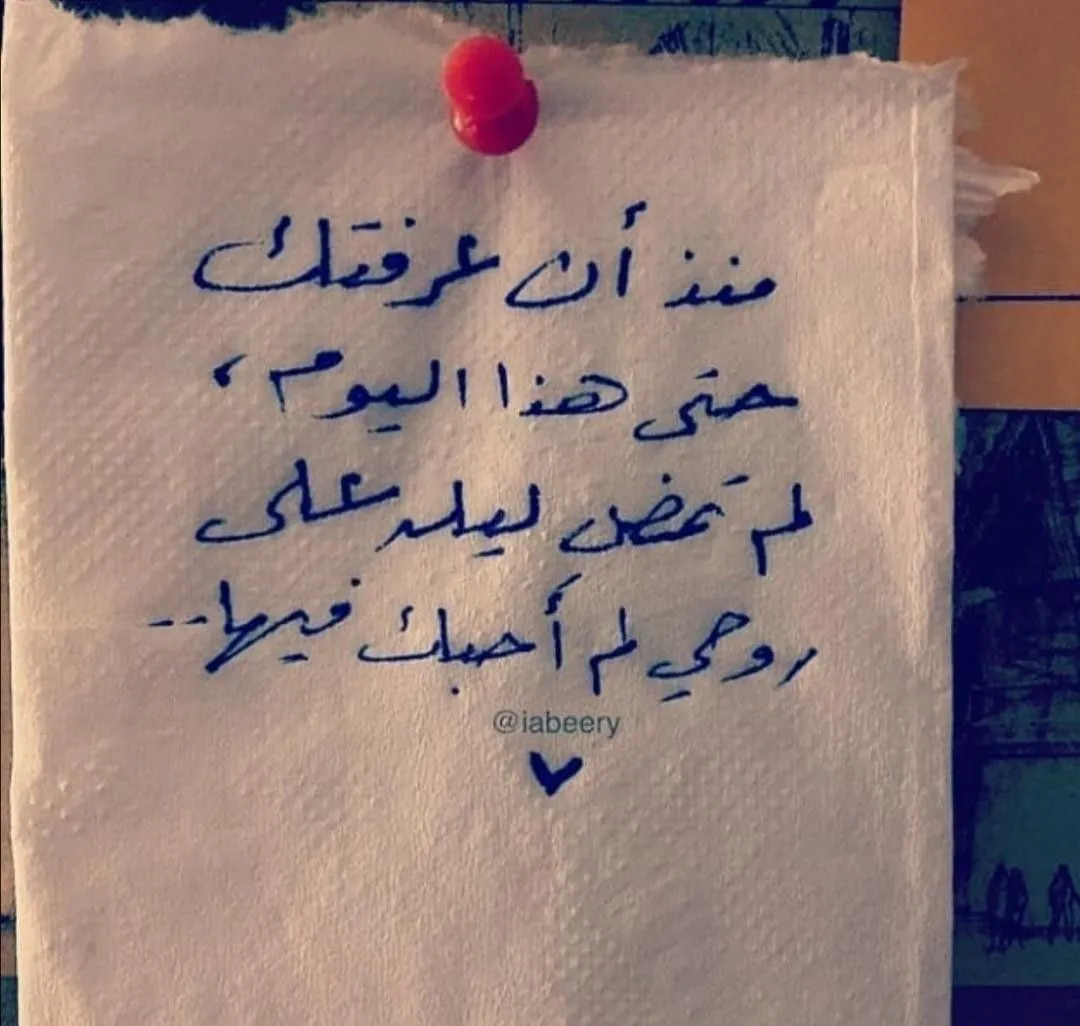 منذ أن عرفتك
حتى هذا اليوم ،
لم تمضِ ليلة على
روحي لم أحبك فيها..
@iabeery